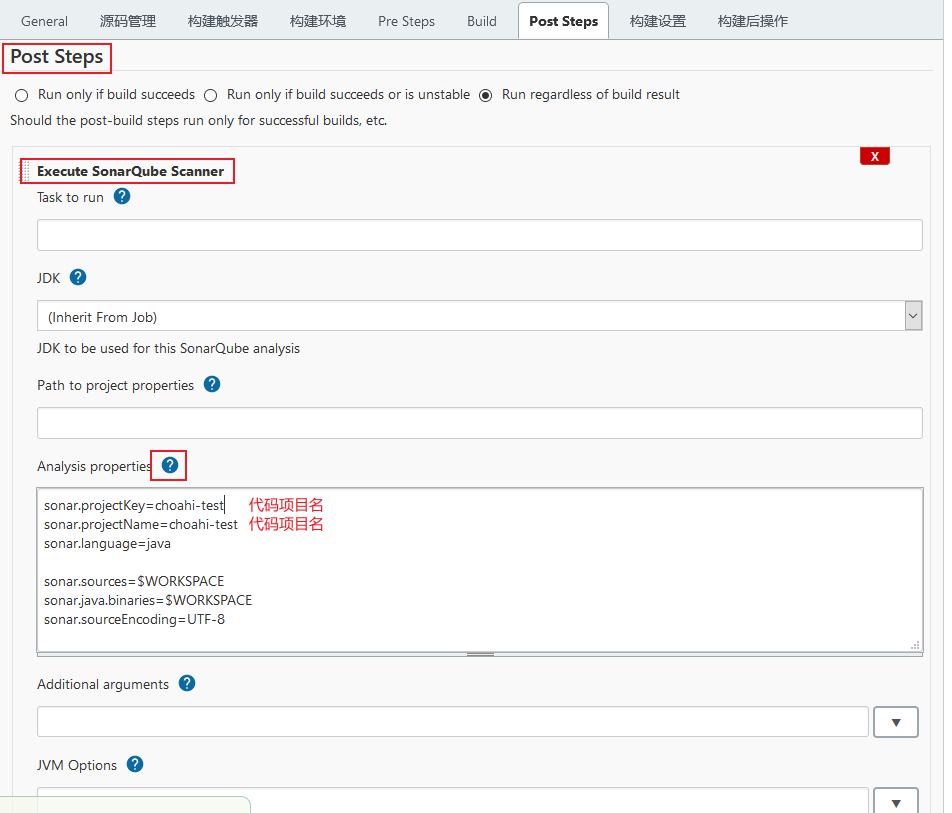 General 源码管理 构建触发器 构建环境 Pre Steps Build Post Steps 构建设置 构建后操作
Post Steps
Run only if build succeeds Run only if build succeeds or is unstable Run regardless of build result
Should the post-build steps run only for successful builds, etc.
X
Execute SonarQube Scanner
Task to run ?
JDK ?
(Inherit From Job)
JDK to be used for this SonarQube analysis
Path to project properties ?
Analysis properties ?
sonar.projectKey=choahi-test 代码项目名
sonar.projectName=choahi-test 代码项目名
sonar.language=java
sonar.sources=$WORKSPACE
sonar.java.binaries=$WORKSPACE
sonar.sourceEncoding=UTF-8
Additional arguments ?
JVM Options ?